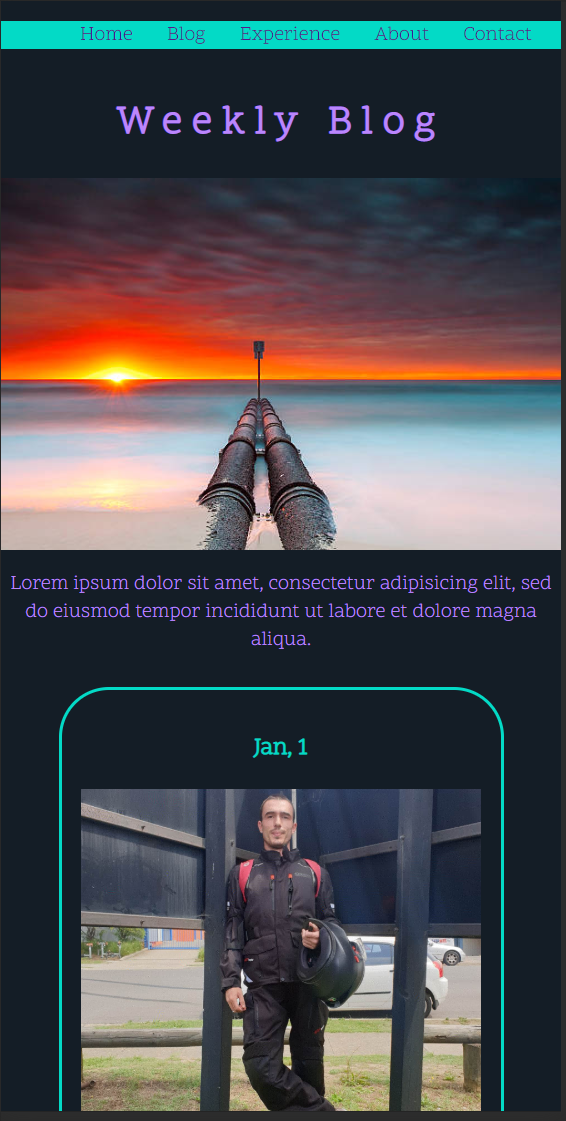 Home Blog Experience About Contact
Weekly Blog
Lorem ipsum dolor sit amet, consectetur adipisicing elit, sed
do eiusmod tempor incididunt ut labore et dolore magna
aliqua.
Jan, 1